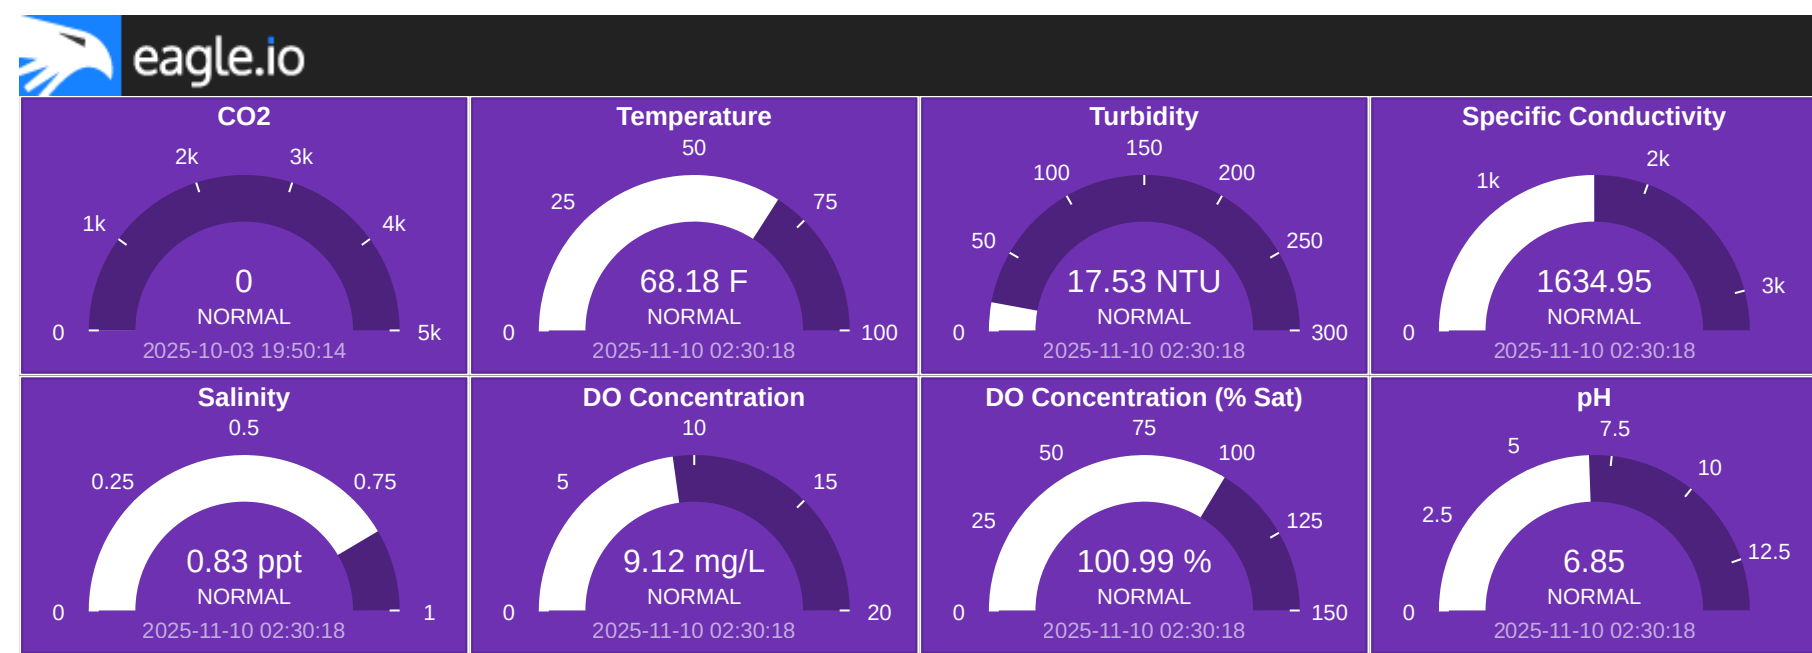 eagle.io
CO2
2k
3k
1k
4k
0
NORMAL
0
5k
2025-10-03 19:50:14
Temperature
50
25
75
68.18 F
NORMAL
0
100
2025-11-10 02:30:18
Turbidity
150
100
200
50
250
17.53 NTU
NORMAL
0
300
2025-11-10 02:30:18
Specific Conductivity
2k
1k
1634.95
3k
NORMAL
0
2025-11-10 02:30:18
Salinity
0.5
0.25
0.75
0.83 ppt
NORMAL
0
1
2025-11-10 02:30:18
DO Concentration
10
5
15
9.12 mg/L
NORMAL
0
20
2025-11-10 02:30:18
DO Concentration (% Sat)
75
50
100
25
125
100.99 %
NORMAL
0
150
2025-11-10 02:30:18
pH
7.5
5
10
2.5
12.5
6.85
NORMAL
0
2025-11-10 02:30:18